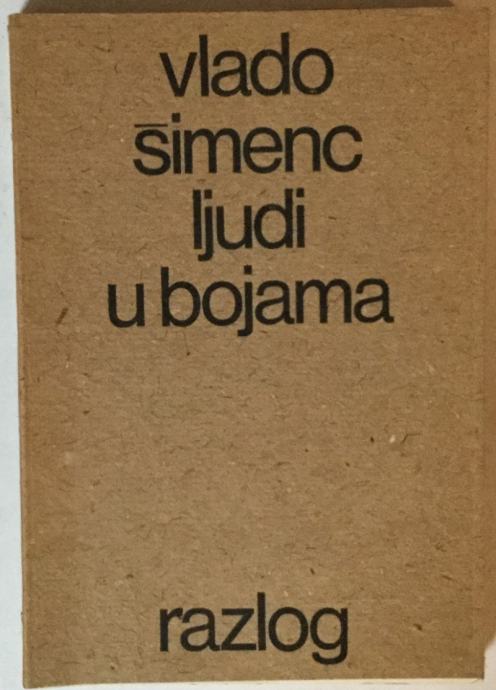 vlado
šimenc
ljudi
u bojama
razlog